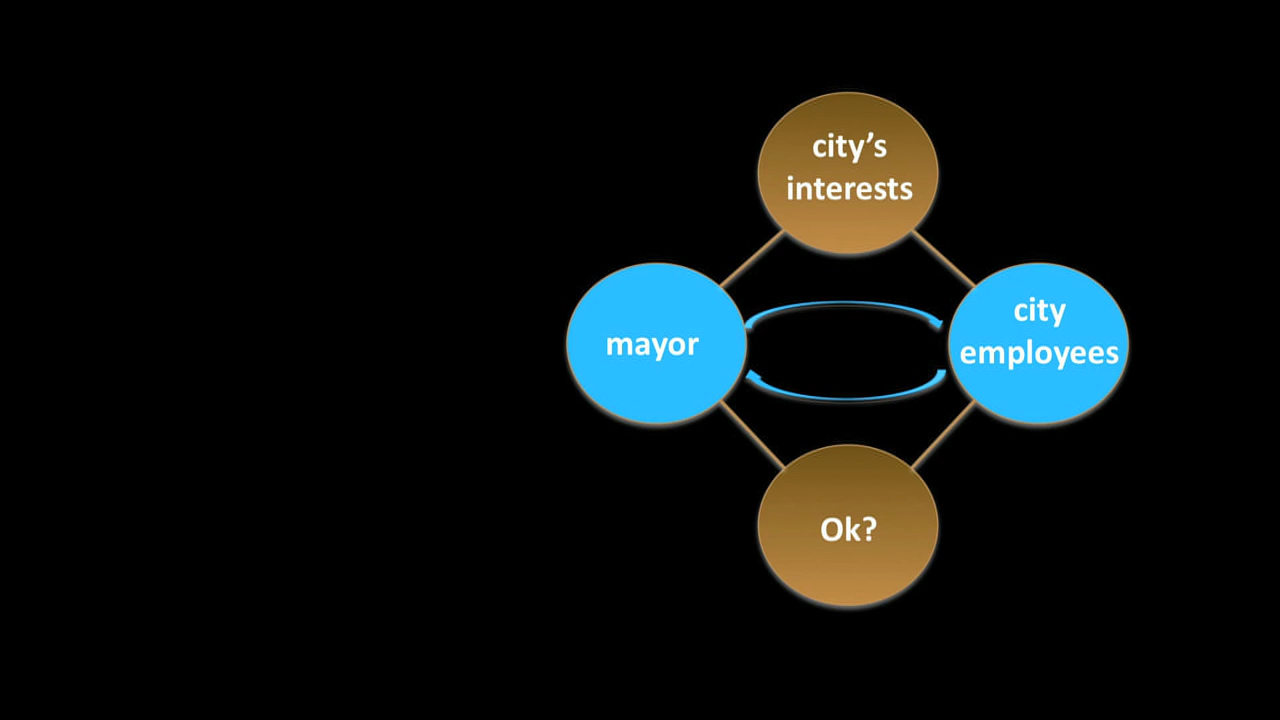 city’s
interests
mayor
city
employees
Ok?